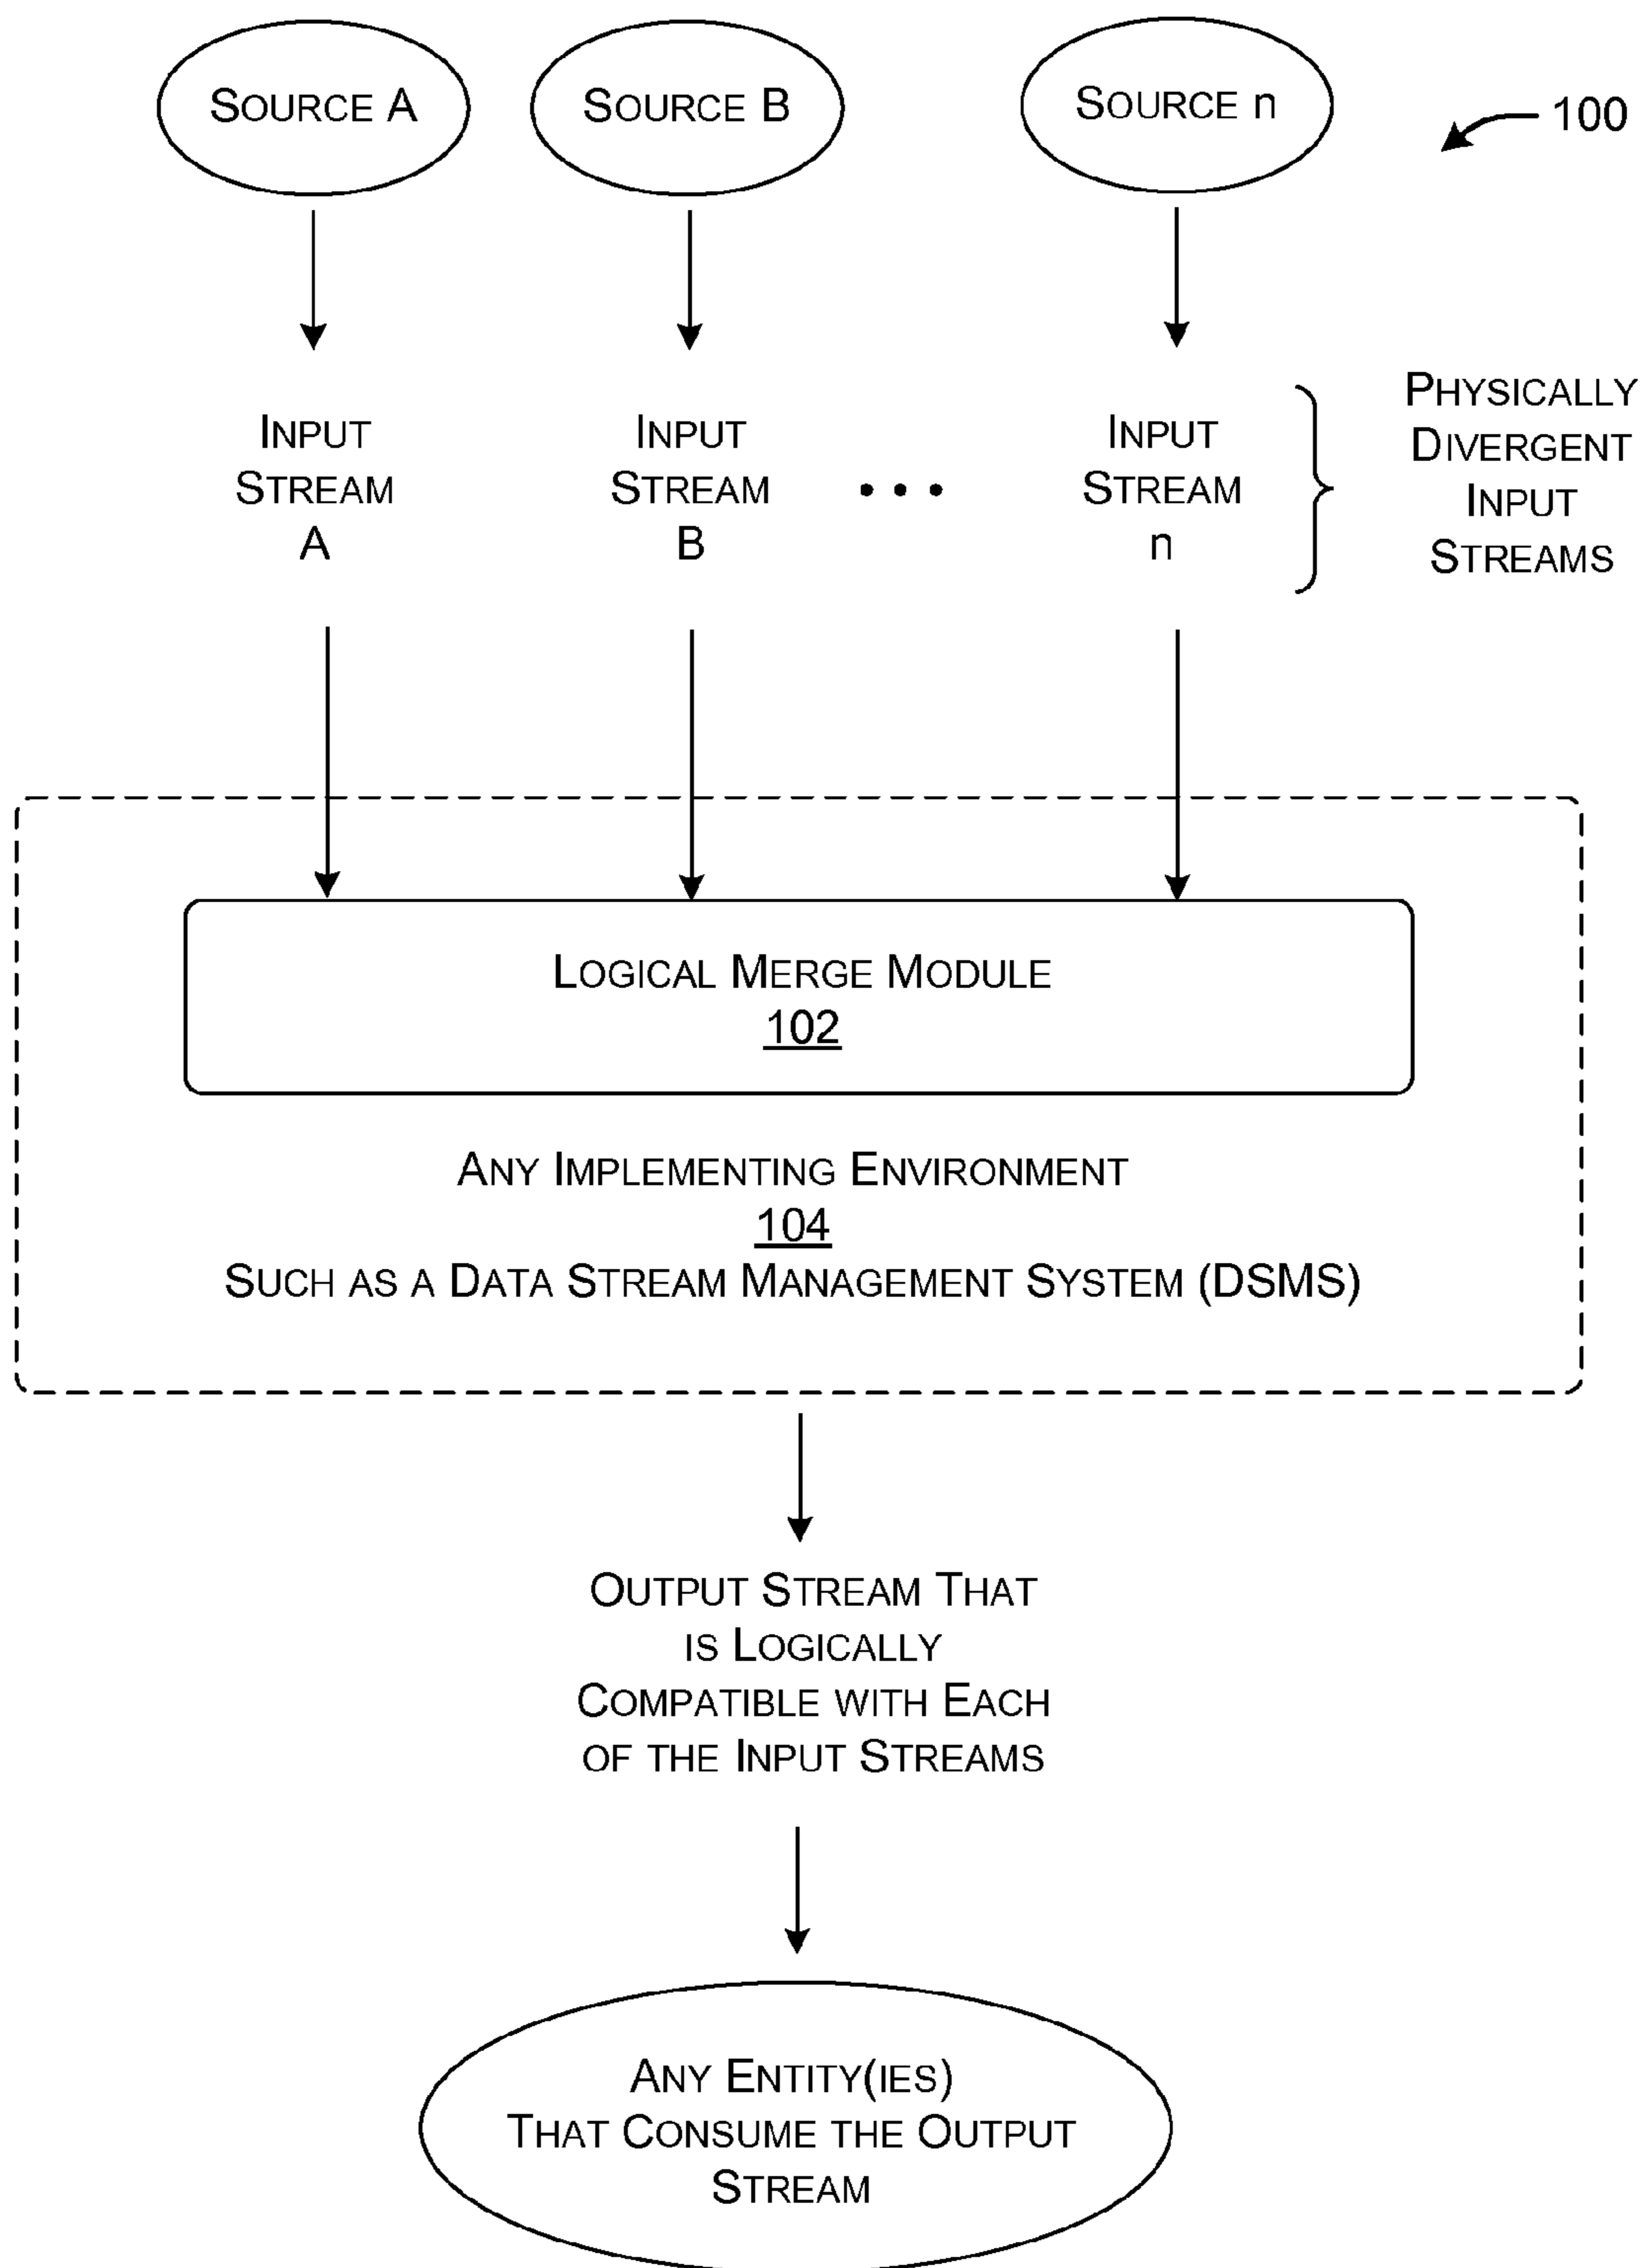 SOURCE A
SOURCE B
SOURCE n
100
INPUT
STREAM
A
INPUT
STREAM
B
• • •
INPUT
STREAM
n
PHYSICALLY
DIVERGENT
INPUT
STREAMS
LOGICAL MERGE MODULE
102
ANY IMPLEMENTING ENVIRONMENT
104
SUCH AS A DATA STREAM MANAGEMENT SYSTEM (DSMS)
OUTPUT STREAM THAT
IS LOGICALLY
COMPATIBLE WITH EACH
OF THE INPUT STREAMS
ANY ENTITY(IES)
THAT CONSUME THE OUTPUT
STREAM